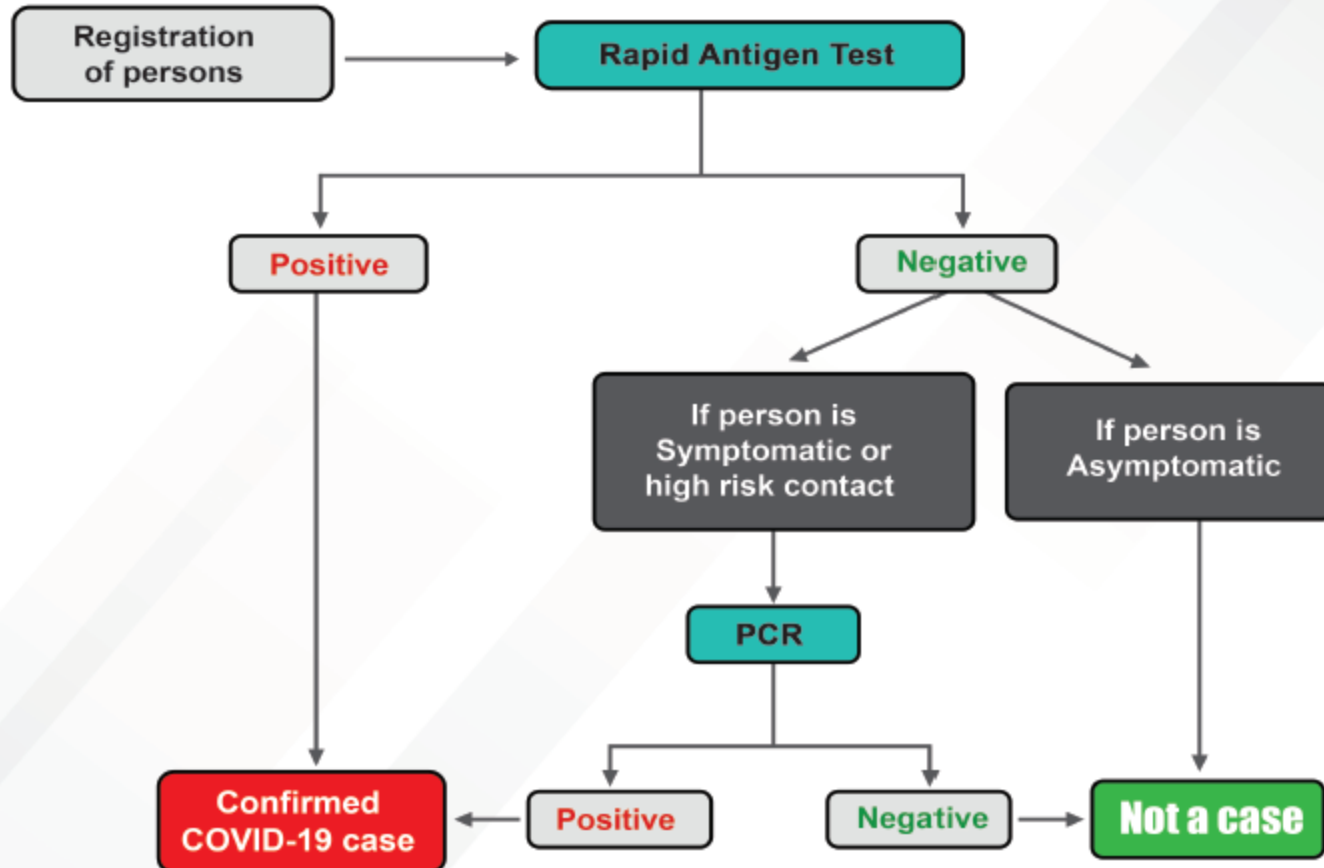 Registration
of persons
Rapid Antigen Test
Positive
Negative
If person is
Symptomatic or
high risk contact
If person is
Asymptomatic
PCR
Confirmed
COVID-19 case
Positive
Negative
Not a case